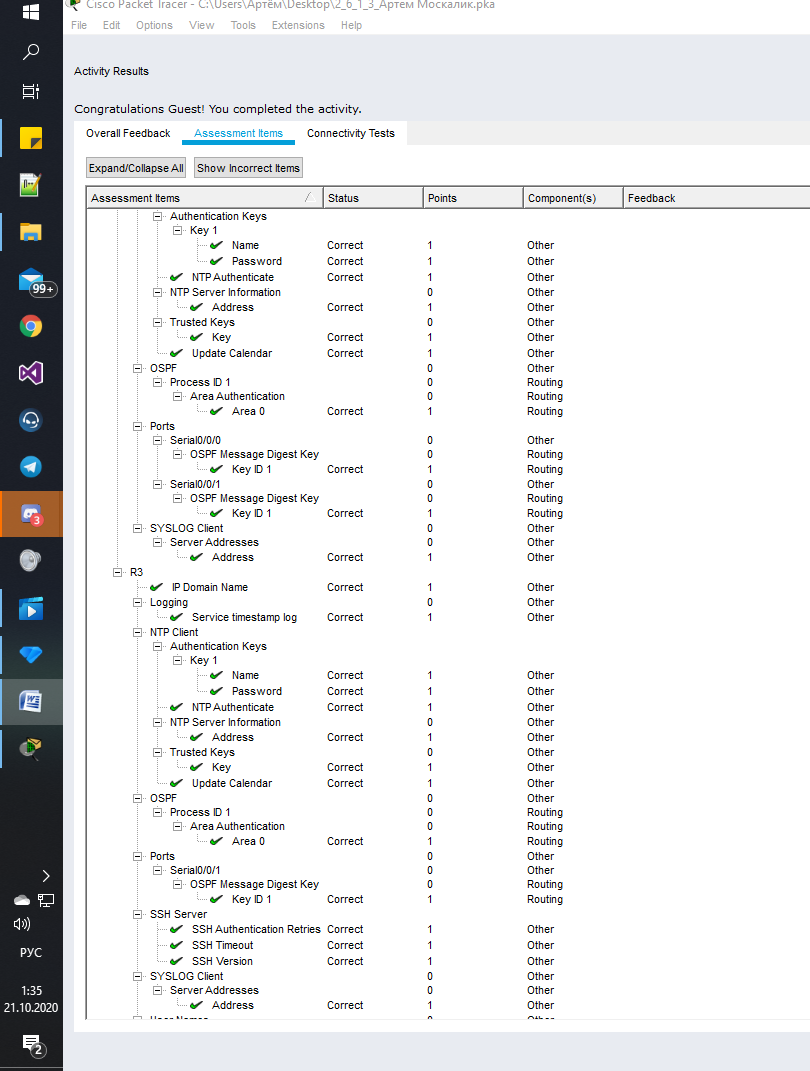 Cisco Packet Tracer - C:\Users\Артём\Desktop\2_6_1_3_Артем Москалик.pka
File Edit Options View Tools Extensions Help
Activity Results
Congratulations Guest! You completed the activity.
Overall Feedback Assessment Items Connectivity Tests
Expand/Collapse All Show Incorrect Items
Assessment Items Status Points Component(s) Feedback
Authentication Keys
Key 1
Name Correct 1 Other
Password Correct 1 Other
NTP Authenticate Correct 1 Other
NTP Server Information 0 Other
Address Correct 1 Other
Trusted Keys 0 Other
Key Correct 1 Other
Update Calendar Correct 1 Other
OSPF 0 Other
Process ID 1 0 Routing
Area Authentication 0 Routing
Area 0 Correct 1 Routing
Ports 0 Other
Serial0/0/0 0 Other
OSPF Message Digest Key 0 Routing
Key ID 1 Correct 1 Routing
Serial0/0/1 0 Other
OSPF Message Digest Key 0 Routing
Key ID 1 Correct 1 Routing
SYSLOG Client 0 Other
Server Addresses 0 Other
Address Correct 1 Other
R3
IP Domain Name Correct 1 Other
Logging 0 Other
Service timestamp log Correct 1 Other
NTP Client
Authentication Keys
Key 1
Name Correct 1 Other
Password Correct 1 Other
NTP Authenticate Correct 1 Other
NTP Server Information 0 Other
Address Correct 1 Other
Trusted Keys 0 Other
Key Correct 1 Other
Update Calendar Correct 1 Other
OSPF 0 Other
Process ID 1 0 Routing
Area Authentication 0 Routing
Area 0 Correct 1 Routing
Ports 0 Other
Serial0/0/1 0 Other
OSPF Message Digest Key 0 Routing
Key ID 1 Correct 1 Routing
SSH Server
SSH Authentication Retries Correct 1 Other
SSH Timeout Correct 1 Other
SSH Version Correct 1 Other
SYSLOG Client 0 Other
Server Addresses 0 Other
Address Correct 1 Other
User Names 0 Other
99+
3
РУС
1:35
21.10.2020
2